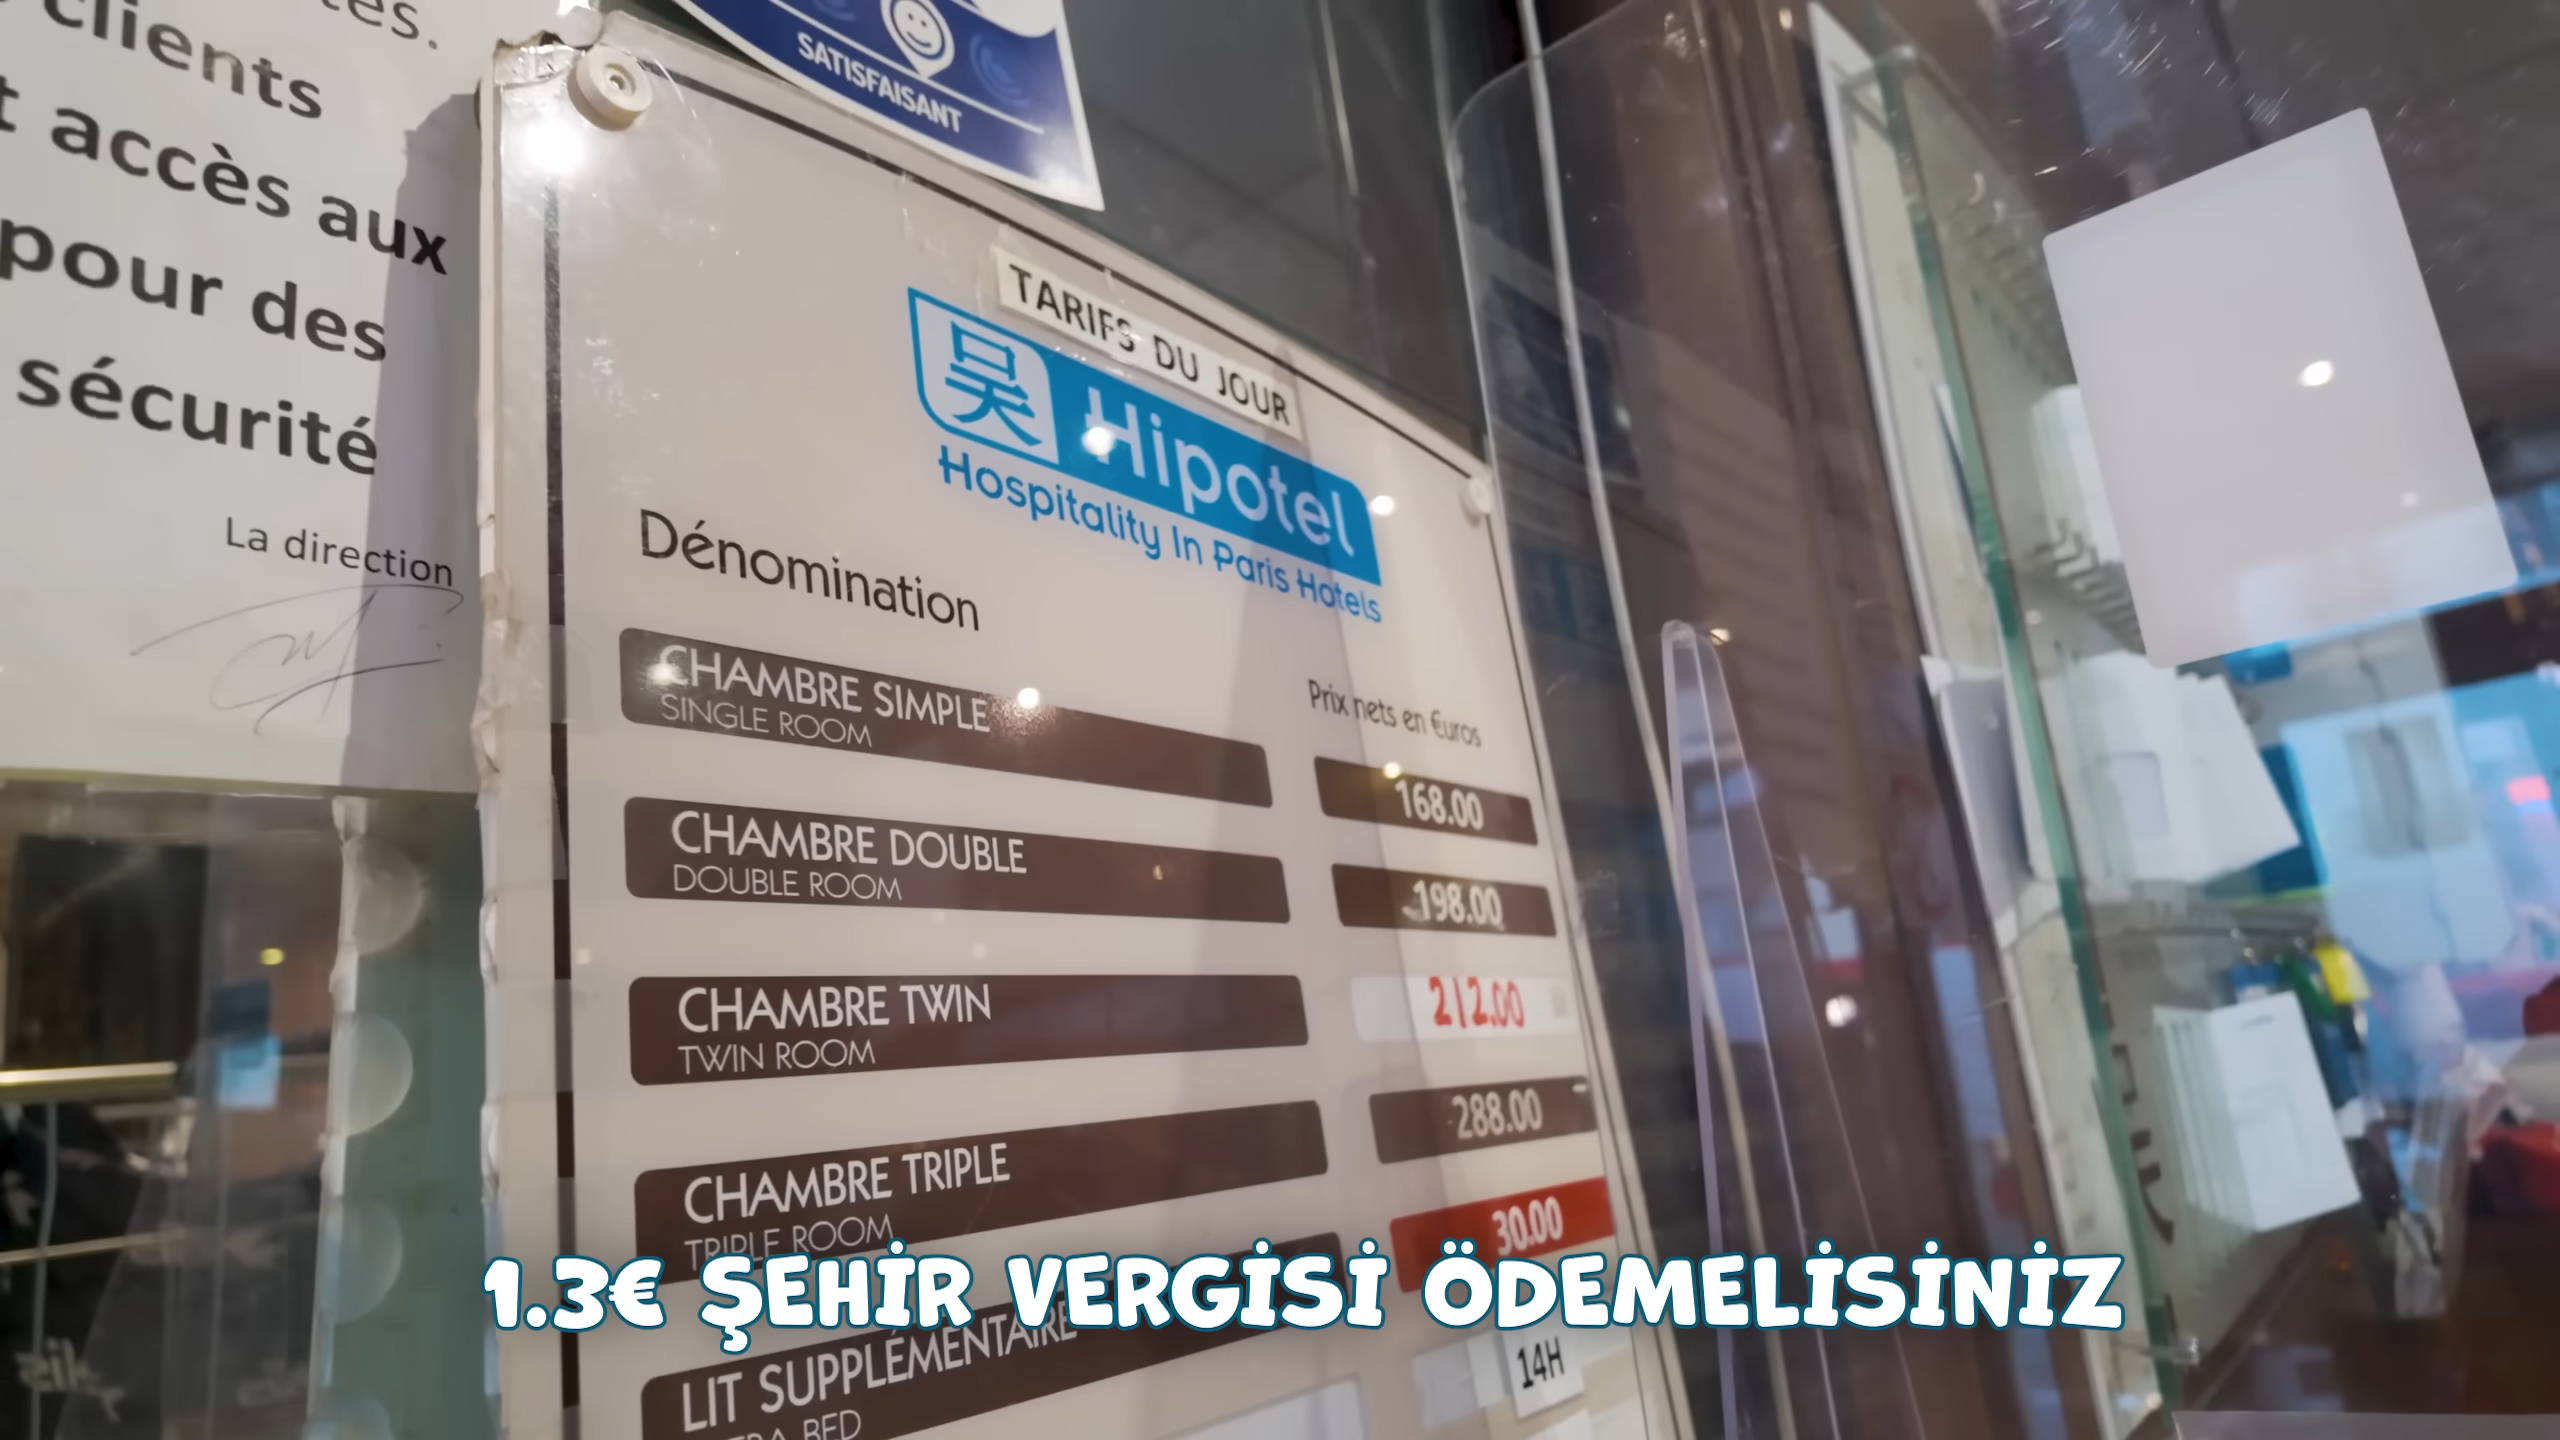 clients
accès aux
pour des
sécurité
La direction
SATISFAISANT
TARIFS DU JOUR
吴 Hipotel
Hospitality In Paris Hotels
Dénomination
Prix nets en €uros
CHAMBRE SIMPLE
SINGLE ROOM
168.00
CHAMBRE DOUBLE
DOUBLE ROOM
198.00
CHAMBRE TWIN
TWIN ROOM
212.00
CHAMBRE TRIPLE
TRIPLE ROOM
288.00
LIT SUPPLÉMENTAIRE
BED
30.00
14H
1.3€ ŞEHİR VERGİSİ ÖDEMELİSİNİZ